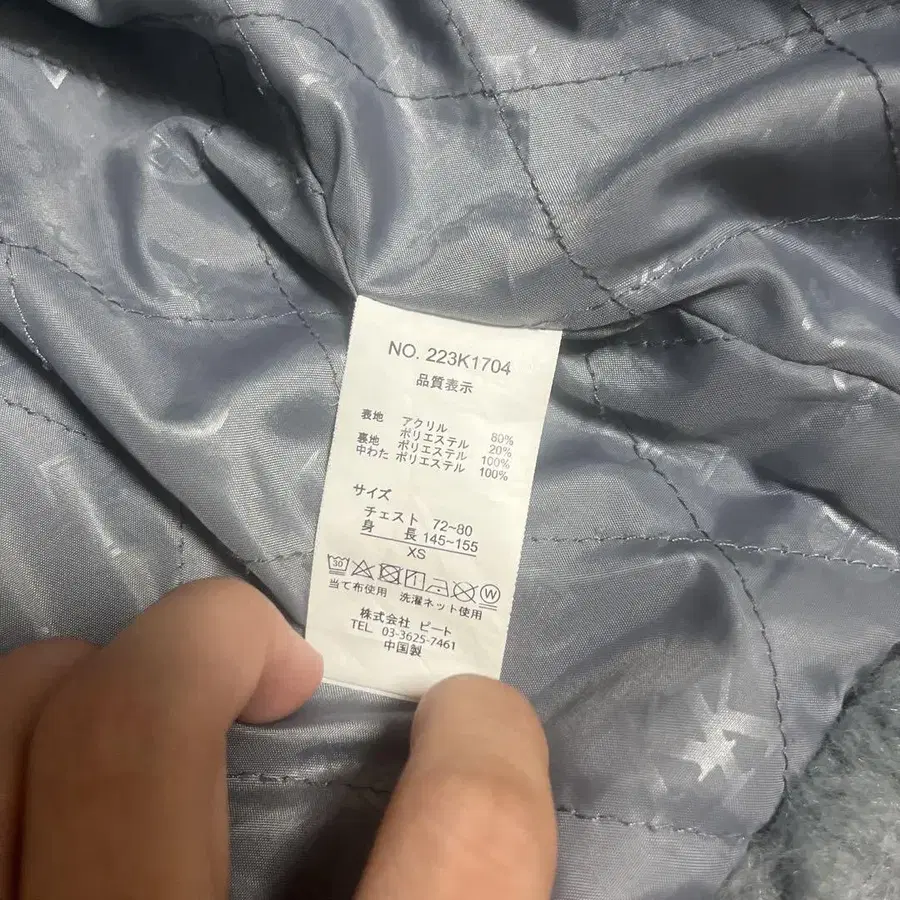 NO. 223K1704
品質表示
表地 アクリル 80%
ポリエステル 20%
裏地 ポリエステル 100%
中わた ポリエステル 100%
サイズ
チェスト 72~80
身 長 145~155
XS
30 W
当て布使用 洗濯ネット使用
株式会社 ビート
TEL 03-3625-7461
中国製